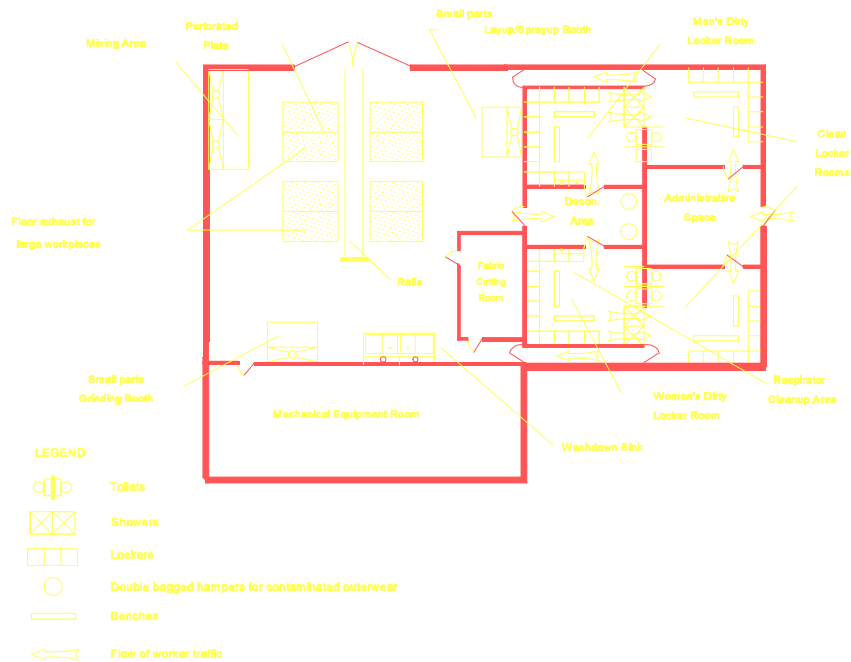 Small parts
Layup/Sprayup Booth
Perforated
Plate
Mining Area
Men's Dirty
Locker Room
Clean
Locker
Rooms
Administrative
Space
Decon.
Area
Floor exhaust for
large workpieces
Fabric
Cutting
Room
Rails
Small parts
Grinding Booth
Mechanical Equipment Room
Washdown Sink
Women's Dirty
Locker Room
Respirator
Cleanup Area
LEGEND
Toilets
Showers
Lockers
Double bagged hampers for contaminated outerwear
Benches
Flow of worker traffic